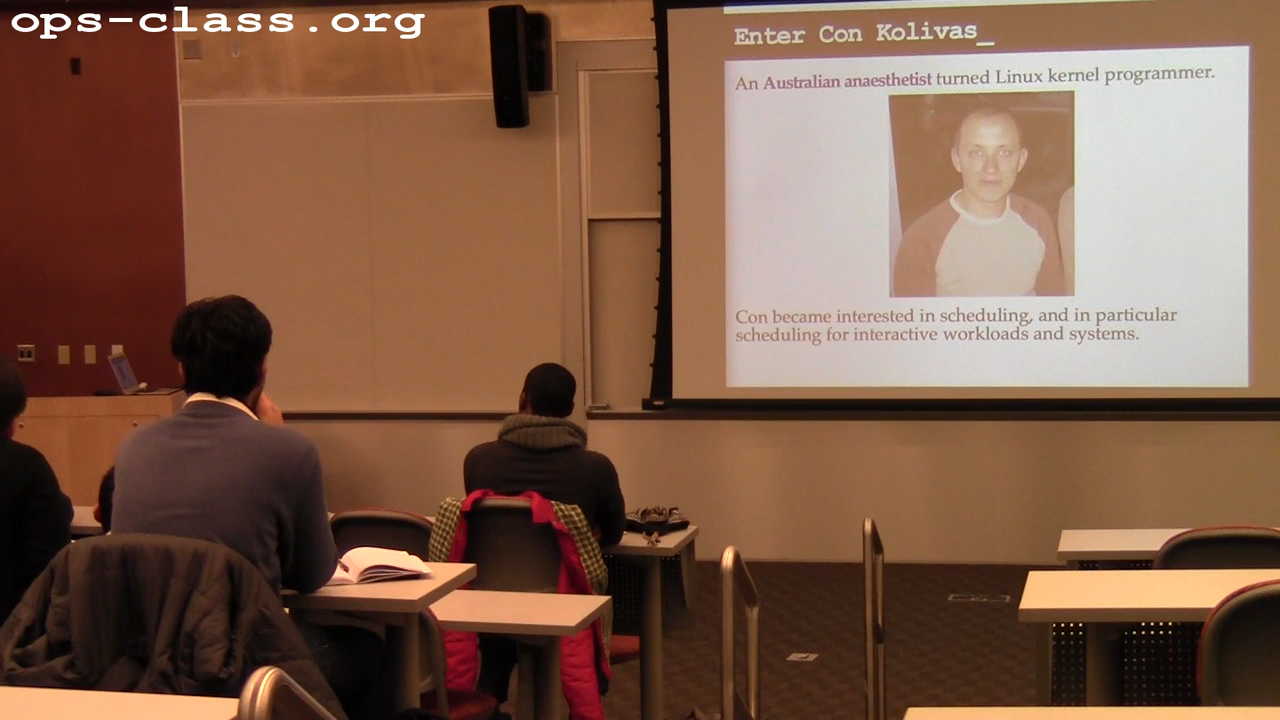 ops-class.org
Enter Con Kolivas_
An Australian anaesthetist turned Linux kernel programmer.
Con became interested in scheduling, and in particular
scheduling for interactive workloads and systems.